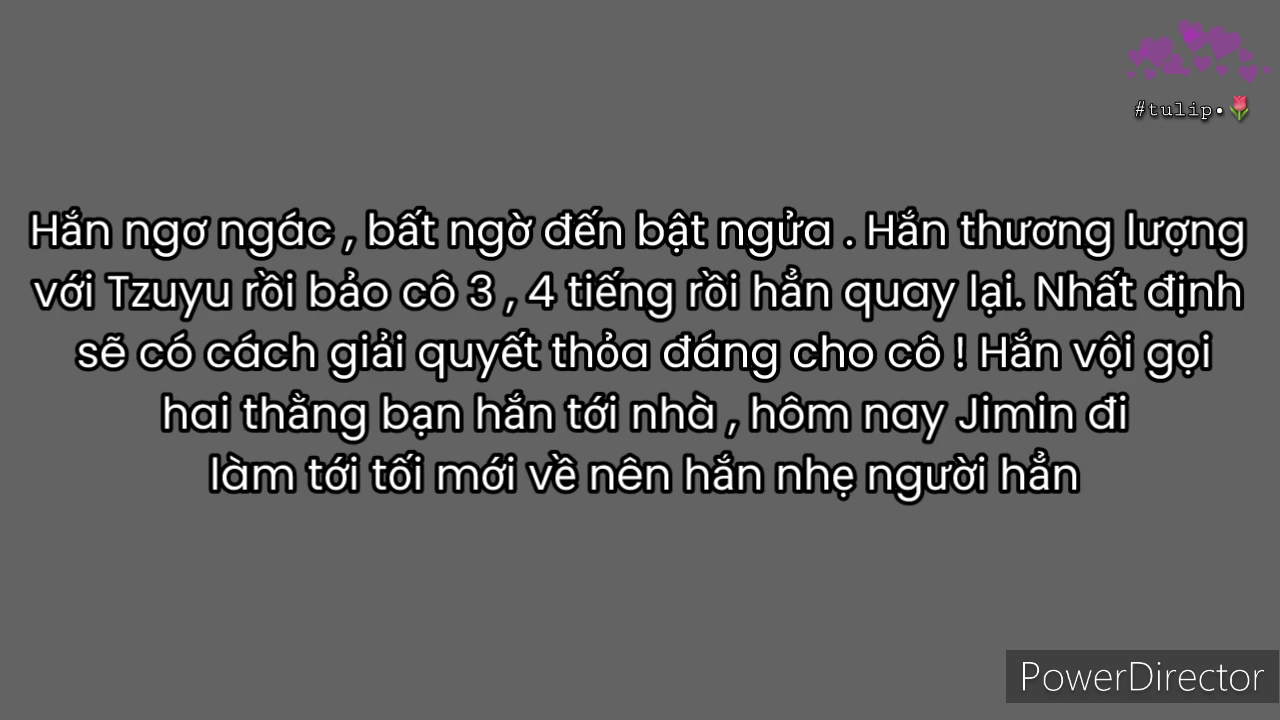 #tulip•🌷
Hắn ngơ ngác , bất ngờ đến bật ngửa . Hắn thương lượng
với Tzuyu rồi bảo cô 3 , 4 tiếng rồi hẳn quay lại. Nhất định
sẽ có cách giải quyết thỏa đáng cho cô ! Hắn vội gọi
hai thằng bạn hắn tới nhà , hôm nay Jimin đi
làm tới tối mới về nên hắn nhẹ người hẳn
PowerDirector